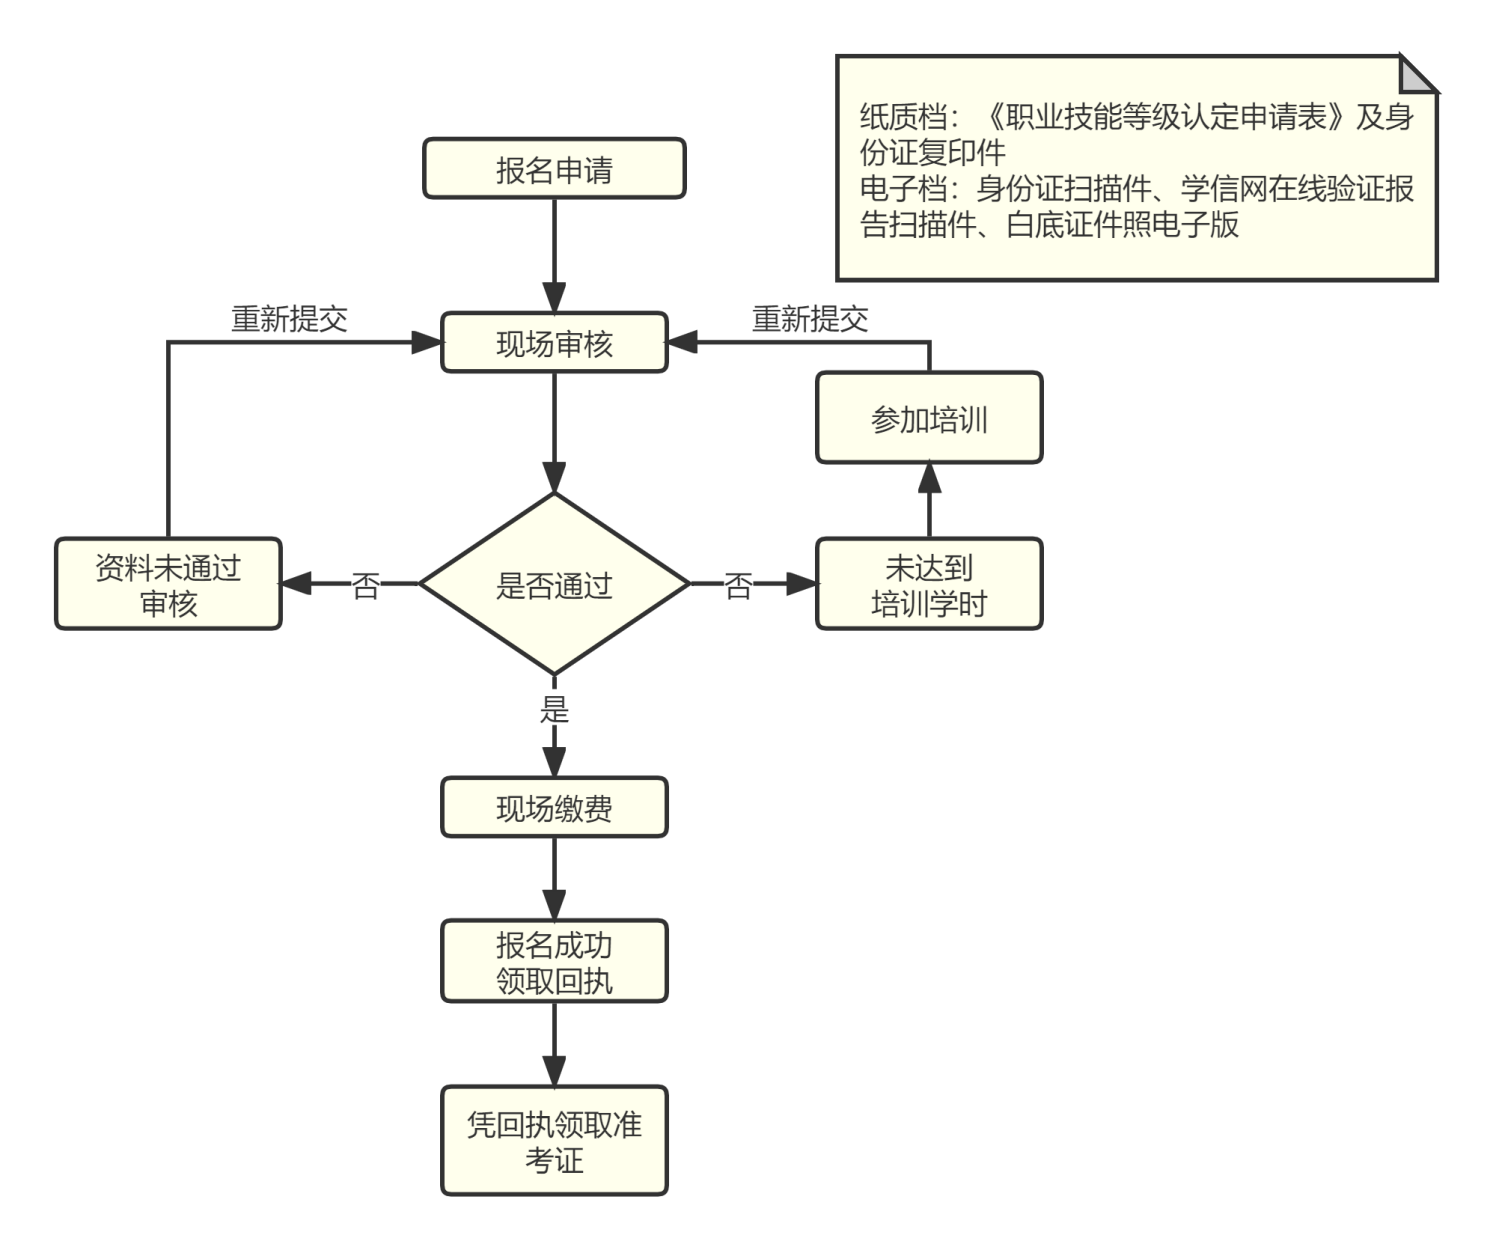 纸质档：《职业技能等级认定申请表》及身
份证复印件
电子档：身份证扫描件、学信网在线验证报
告扫描件、白底证件照电子版
报名申请
重新提交
重新提交
现场审核
参加培训
资料未通过
审核
否
是否通过
否
未达到
培训学时
是
现场缴费
报名成功
领取回执
凭回执领取准
考证